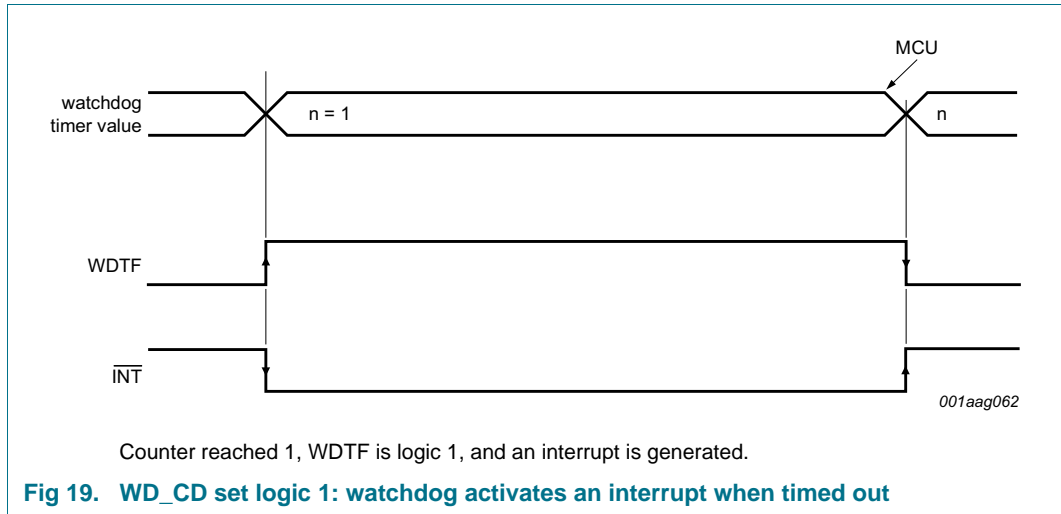 MCU
watchdog
timer value
n = 1
n
WDTF
INT
001aag062
Counter reached 1, WDTF is logic 1, and an interrupt is generated.
Fig 19. WD_CD set logic 1: watchdog activates an interrupt when timed out